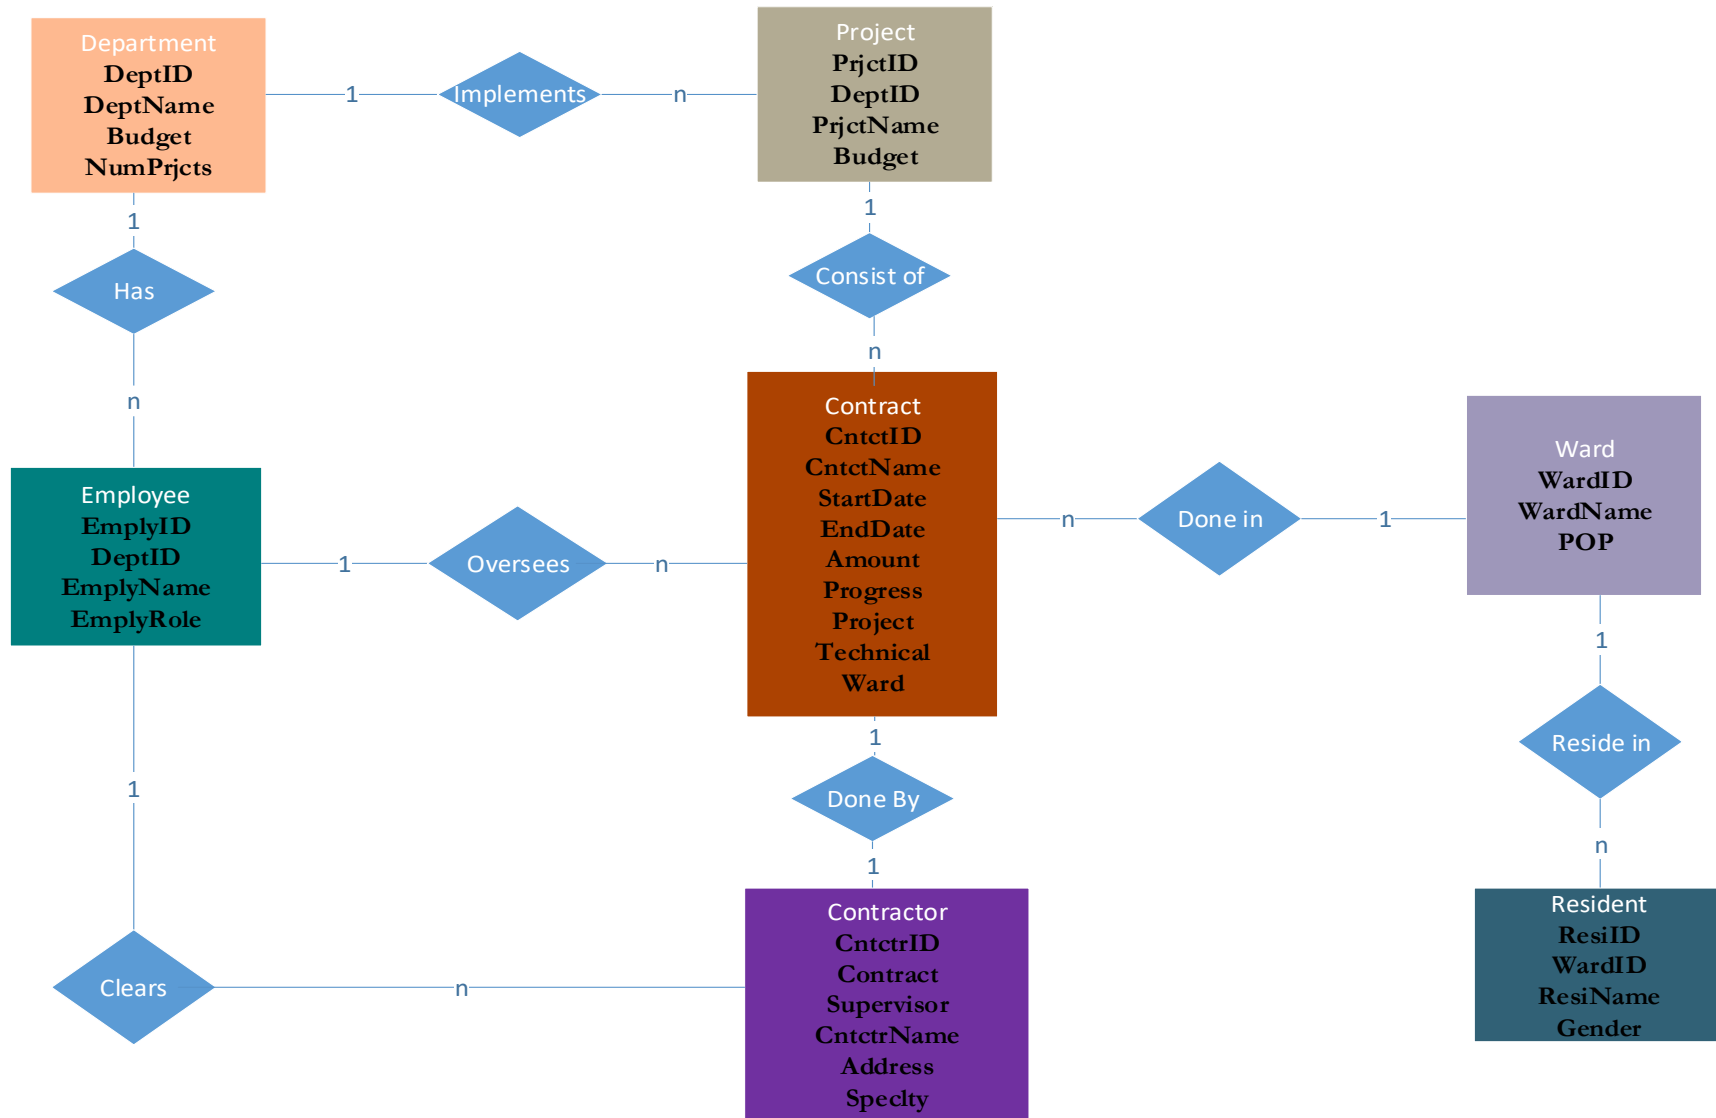 Department
DeptID
DeptName
Budget
NumPrjcts
1
Implements
n
Project
PrjctID
DeptID
PrjctName
Budget
1
Has
n
1
Consist of
n
Employee
EmplyID
DeptID
EmplyName
EmplyRole
1
Oversees
n
Contract
CntctID
CntctName
StartDate
EndDate
Amount
Progress
Project
Technical
Ward
n
Done in
1
Ward
WardID
WardName
POP
1
Reside in
n
1
Done By
1
1
Clears
n
Contractor
CntctrID
Contract
Supervisor
CntctrName
Address
Speclty
Resident
ResiID
WardID
ResiName
Gender